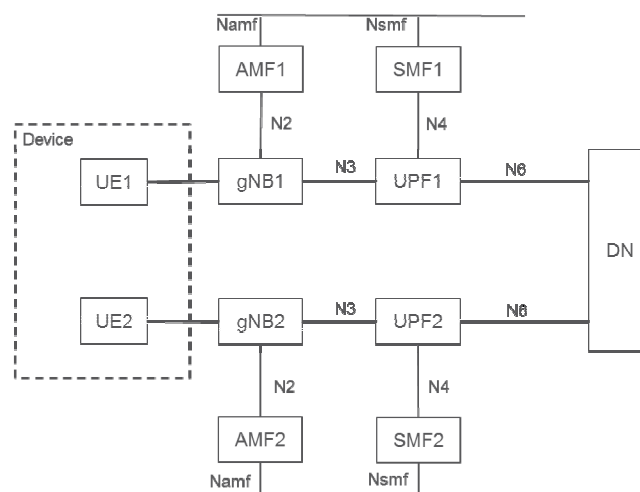 Namf Nsmf
AMF1 SMF1
N2 N4
Device
UE1 gNB1 N3 UPF1 N6
DN
UE2 gNB2 N3 UPF2 N6
N2 N4
AMF2 SMF2
Namf Nsmf